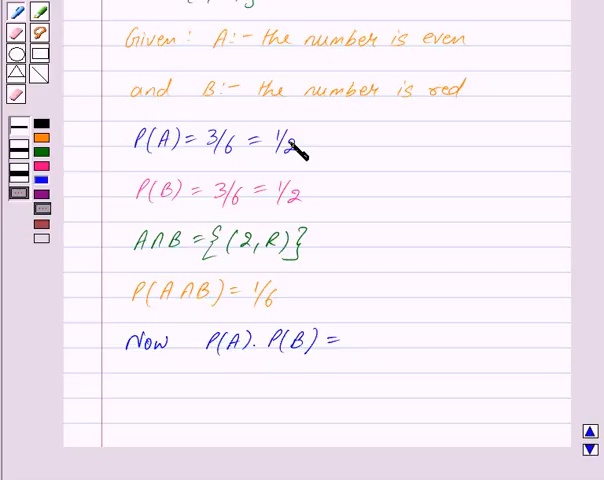 Given: A:- the number is even
and B:- the number is red
P(A) = 3/6 = 1/2
P(B) = 3/6 = 1/2
A∩B = {(2, R)}
P(A∩B) = 1/6
Now P(A). P(B) =